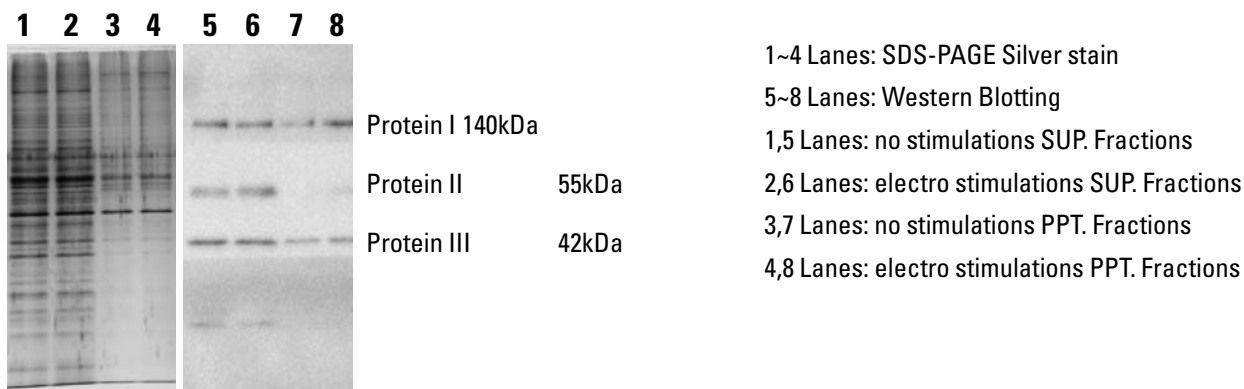 1 2 3 4 5 6 7 8
Protein I 140kDa
Protein II 55kDa
Protein III 42kDa
1~4 Lanes: SDS-PAGE Silver stain
5~8 Lanes: Western Blotting
1,5 Lanes: no stimulations SUP. Fractions
2,6 Lanes: electro stimulations SUP. Fractions
3,7 Lanes: no stimulations PPT. Fractions
4,8 Lanes: electro stimulations PPT. Fractions